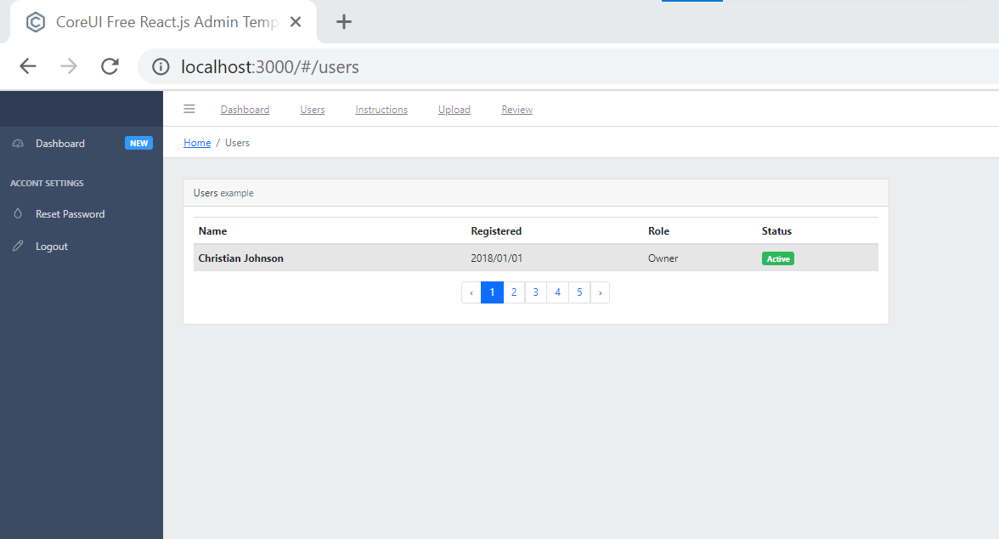 CoreUI Free React.js Admin Temp
localhost:3000/#/users
Dashboard Users Instructions Upload Review
Dashboard NEW
Home / Users
ACCONT SETTINGS
Reset Password
Logout
Users example
Name Registered Role Status
Christian Johnson 2018/01/01 Owner Active
‹ 1 2 3 4 5 ›